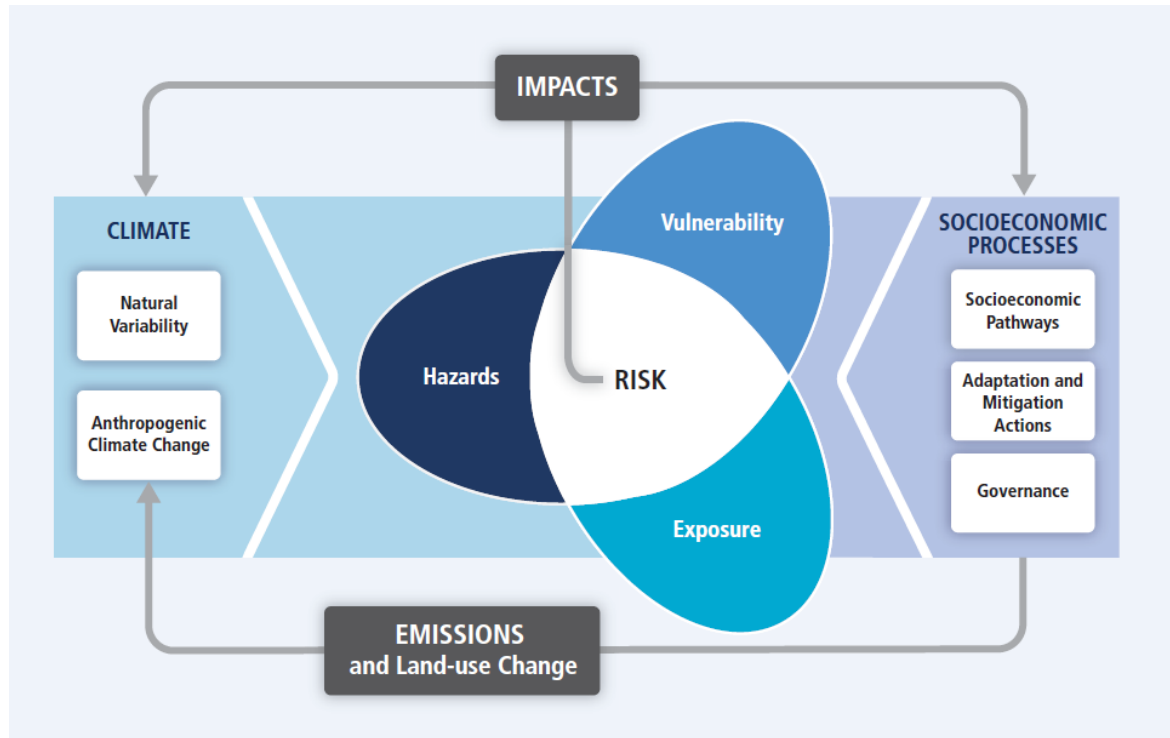 IMPACTS
CLIMATE
Natural
Variability
Anthropogenic
Climate Change
Vulnerability
Hazards
RISK
Exposure
SOCIOECONOMIC
PROCESSES
Socioeconomic
Pathways
Adaptation and
Mitigation
Actions
Governance
EMISSIONS
and Land-use Change